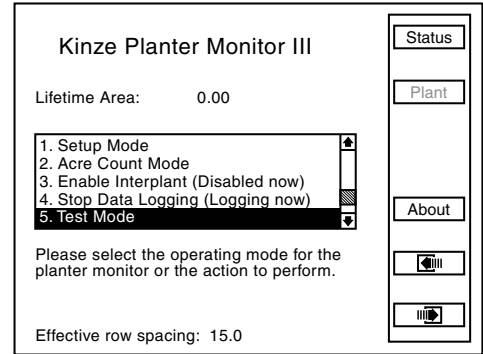 Kinze Planter Monitor III
Lifetime Area: 0.00
1. Setup Mode
2. Acre Count Mode
3. Enable Interplant (Disabled now)
4. Stop Data Logging (Logging now)
5. Test Mode
Please select the operating mode for the
planter monitor or the action to perform.
Effective row spacing: 15.0
Status
Plant
About